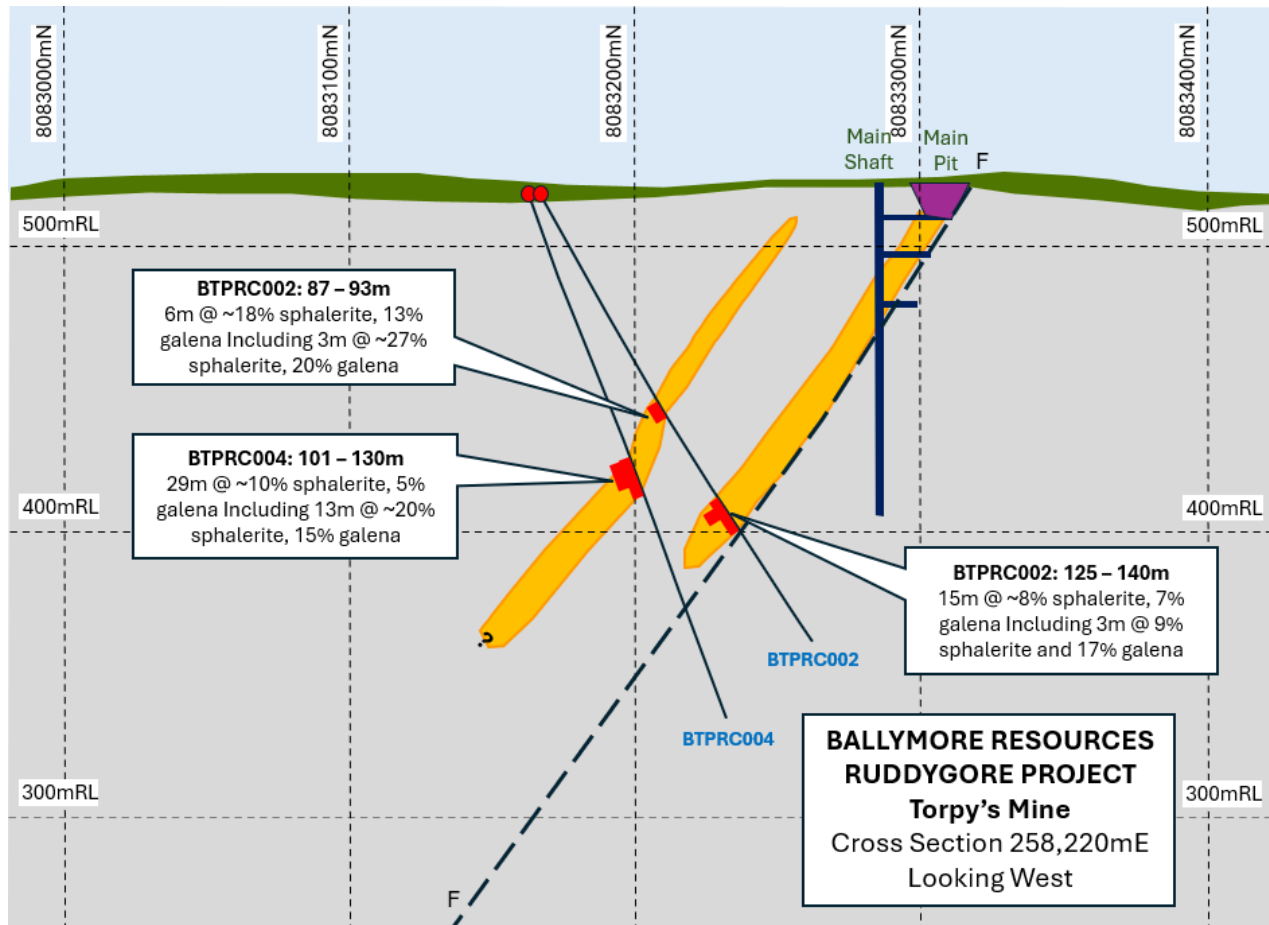 8083000mN
8083100mN
8083200mN
8083300mN
8083400mN
Main
Shaft
Main
Pit
F
500mRL
500mRL
BTPRC002: 87 – 93m
6m @ ~18% sphalerite, 13%
galena Including 3m @ ~27%
sphalerite, 20% galena
BTPRC004: 101 – 130m
29m @ ~10% sphalerite, 5%
galena Including 13m @ ~20%
sphalerite, 15% galena
400mRL
400mRL
BTPRC002: 125 – 140m
15m @ ~8% sphalerite, 7%
galena Including 3m @ 9%
sphalerite and 17% galena
?
BTPRC002
BTPRC004
300mRL
300mRL
BALLYMORE RESOURCES
RUDDYGORE PROJECT
Torpy’s Mine
Cross Section 258,220mE
Looking West
F